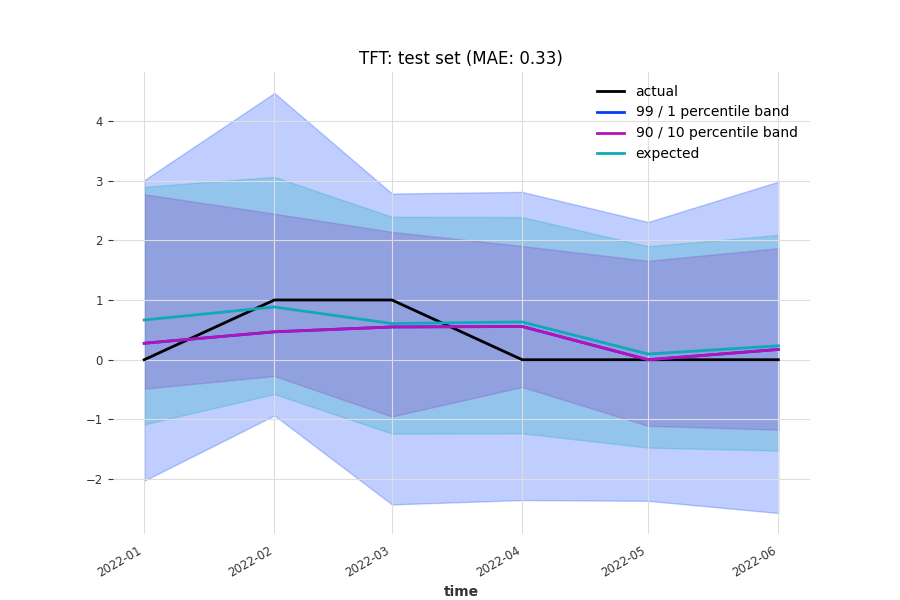 TFT: test set (MAE: 0.33)
actual
99 / 1 percentile band
90 / 10 percentile band
expected
4
3
2
1
0
−1
−2
2022-01
2022-02
2022-03
2022-04
2022-05
2022-06
time